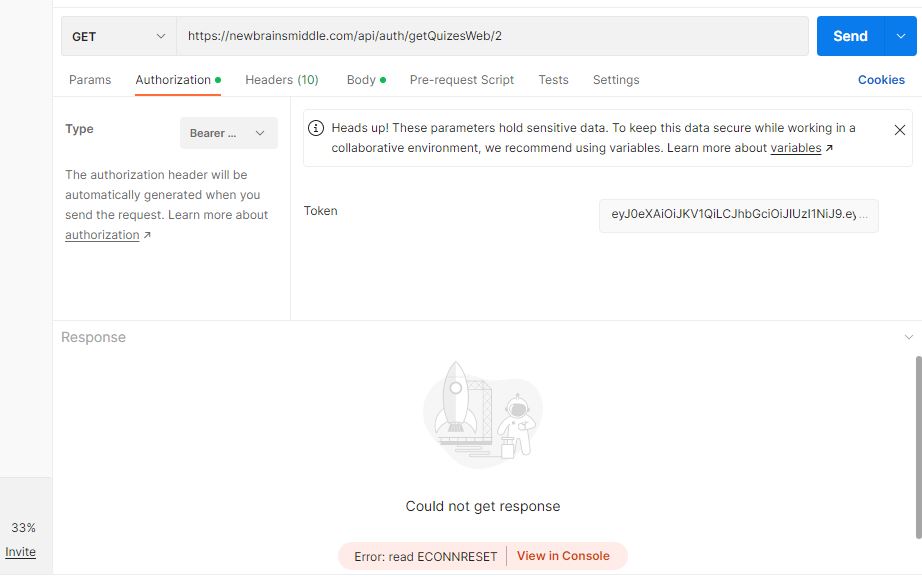 GET
https://newbrainsmiddle.com/api/auth/getQuizesWeb/2
Send
Params
Authorization
Headers (10)
Body
Pre-request Script
Tests
Settings
Cookies
Type
Bearer ...
The authorization header will be
automatically generated when you
send the request. Learn more about
authorization ↗
Heads up! These parameters hold sensitive data. To keep this data secure while working in a
collaborative environment, we recommend using variables. Learn more about variables ↗
Token
eyJ0eXAiOiJKV1QiLCJhbGciOiJIUzI1NiJ9.ey...
Response
Could not get response
Error: read ECONNRESET
View in Console
33%
Invite